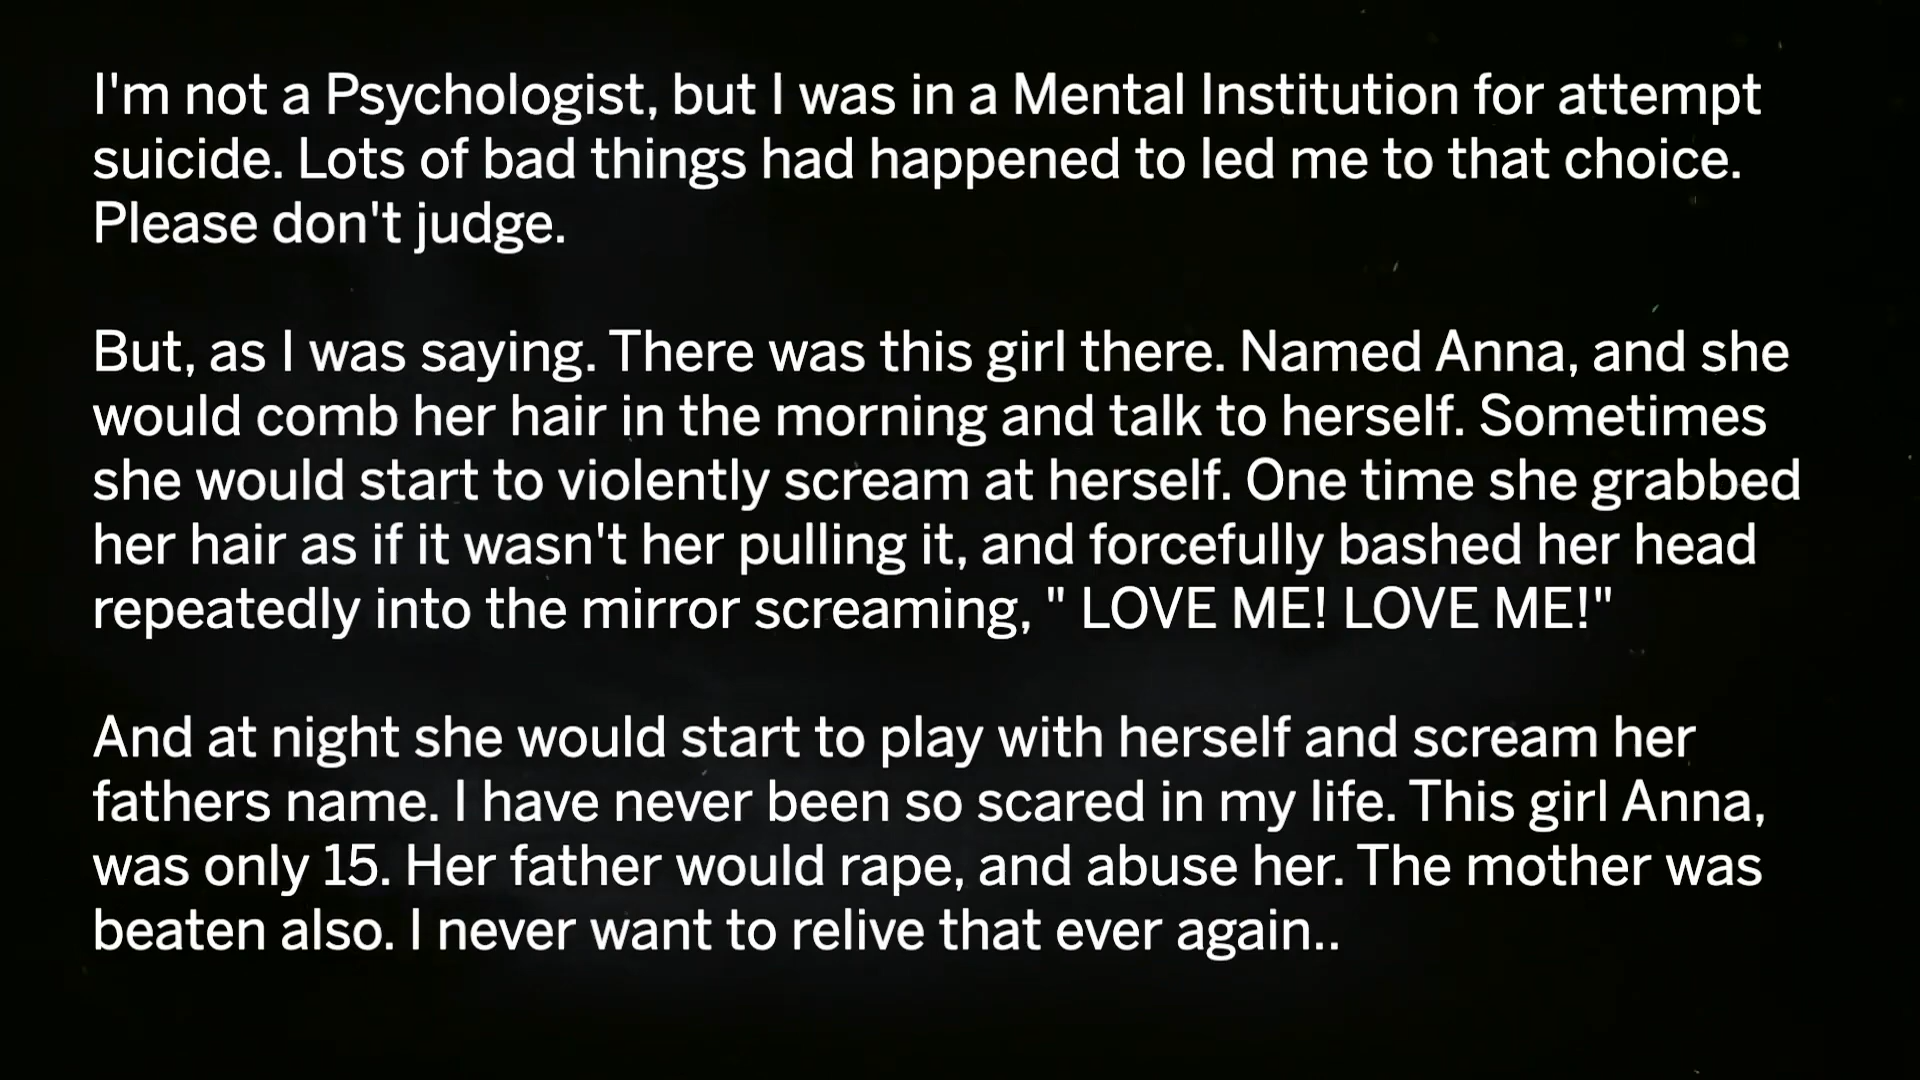 I'm not a Psychologist, but I was in a Mental Institution for attempt
suicide. Lots of bad things had happened to led me to that choice.
Please don't judge.
But, as I was saying. There was this girl there. Named Anna, and she
would comb her hair in the morning and talk to herself. Sometimes
she would start to violently scream at herself. One time she grabbed
her hair as if it wasn't her pulling it, and forcefully bashed her head
repeatedly into the mirror screaming, " LOVE ME! LOVE ME!"
And at night she would start to play with herself and scream her
fathers name. I have never been so scared in my life. This girl Anna,
was only 15. Her father would rape, and abuse her. The mother was
beaten also. I never want to relive that ever again..